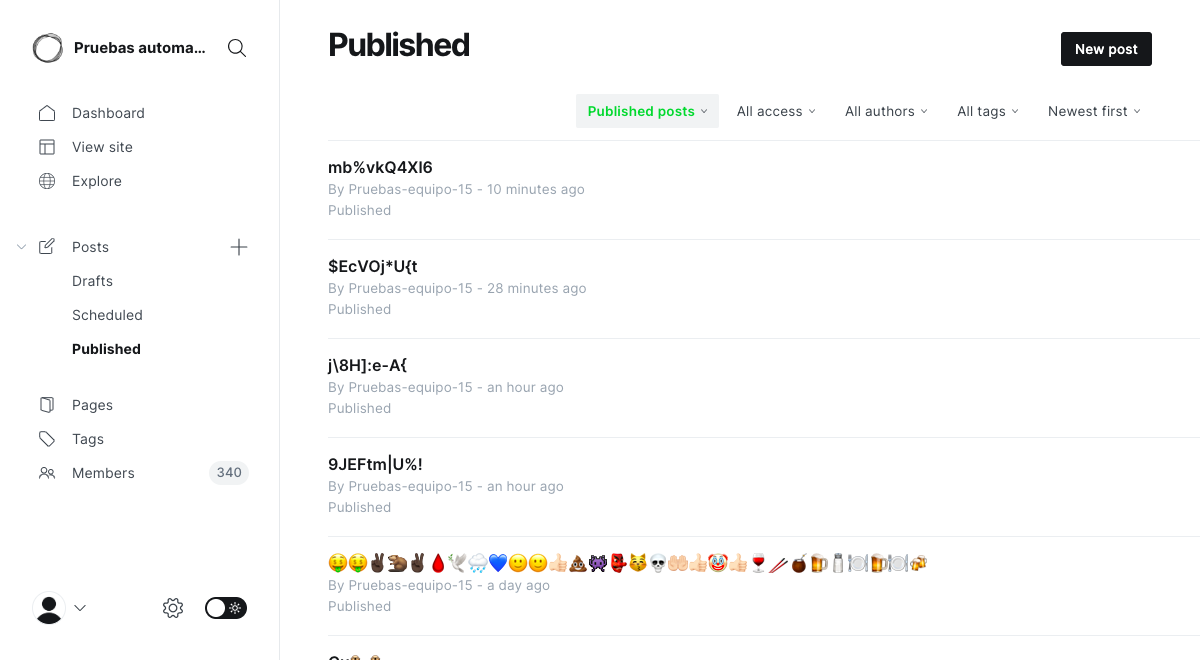 Pruebas automa...
Dashboard
View site
Explore
Posts
Drafts
Scheduled
Published
Pages
Tags
Members 340
Published
New post
Published posts All access All authors All tags Newest first
mb%vkQ4XI6
By Pruebas-equipo-15 - 10 minutes ago
Published
$EcVOj*U{t
By Pruebas-equipo-15 - 28 minutes ago
Published
j\8H]:e-A{
By Pruebas-equipo-15 - an hour ago
Published
9JEFtm|U%!
By Pruebas-equipo-15 - an hour ago
Published
By Pruebas-equipo-15 - a day ago
Published